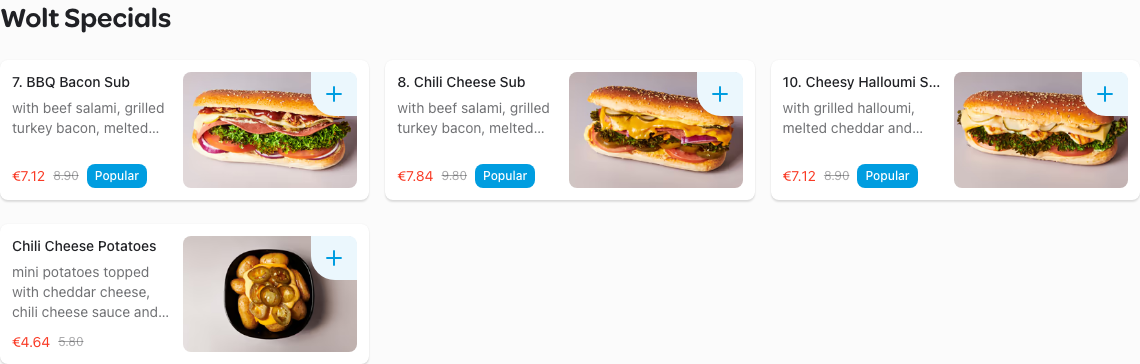 Wolt Specials
7. BBQ Bacon Sub
with beef salami, grilled
turkey bacon, melted...
€7.12 8.90 Popular
8. Chili Cheese Sub
with beef salami, grilled
turkey bacon, melted...
€7.84 9.80 Popular
10. Cheesy Halloumi S...
with grilled halloumi,
melted cheddar and...
€7.12 8.90 Popular
Chili Cheese Potatoes
mini potatoes topped
with cheddar cheese,
chili cheese sauce and...
€4.64 5.80